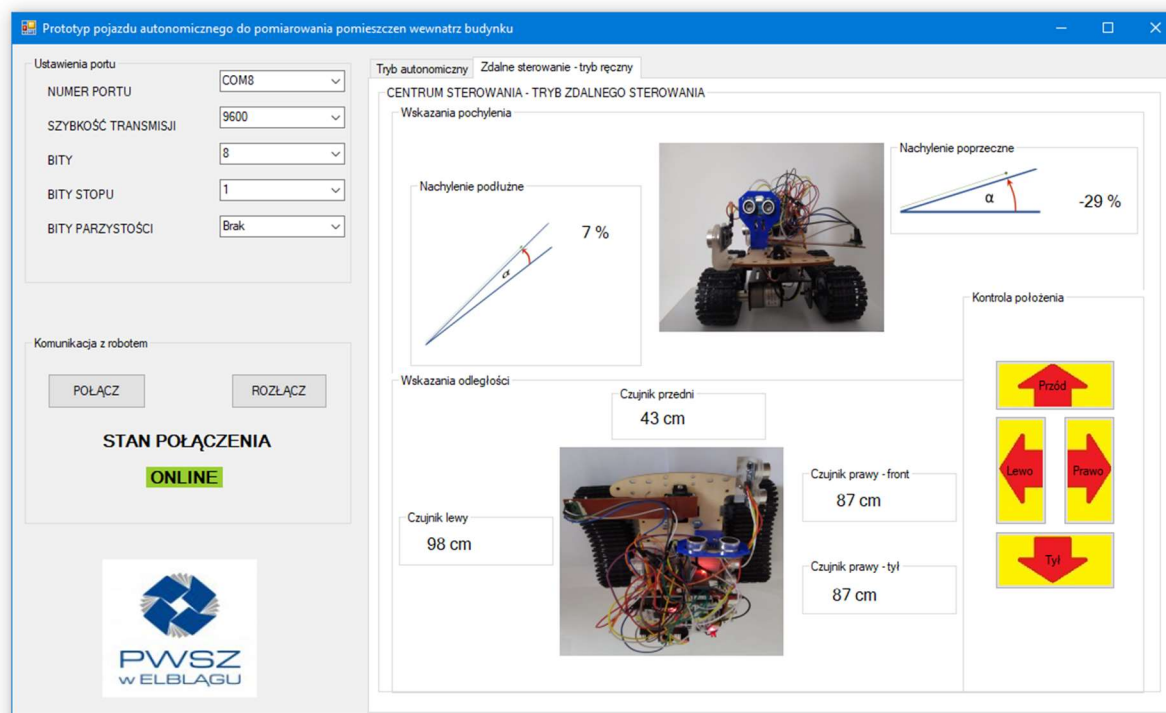 Prototyp pojazdu autonomicznego do pomiarowania pomieszczen wewnatrz budynku
Ustawienia portu
NUMER PORTU
COM8
SZYBKOŚĆ TRANSMISJI
9600
BITY
8
BITY STOPU
1
BITY PARZYSTOŚCI
Brak
Komunikacja z robotem
POŁĄCZ
ROZŁĄCZ
STAN POŁĄCZENIA
ONLINE
PWSZ
W ELBLĄGU
Tryb autonomiczny
Zdalne sterowanie - tryb ręczny
CENTRUM STEROWANIA - TRYB ZDALNEGO STEROWANIA
Wskazania pochylenia
Nachylenie podłużne
α
7 %
Nachylenie poprzeczne
α
-29 %
Wskazania odległości
Czujnik przedni
43 cm
Czujnik lewy
98 cm
Czujnik prawy - front
87 cm
Czujnik prawy - tył
87 cm
Kontrola położenia
Przód
Lewo
Prawo
Tył